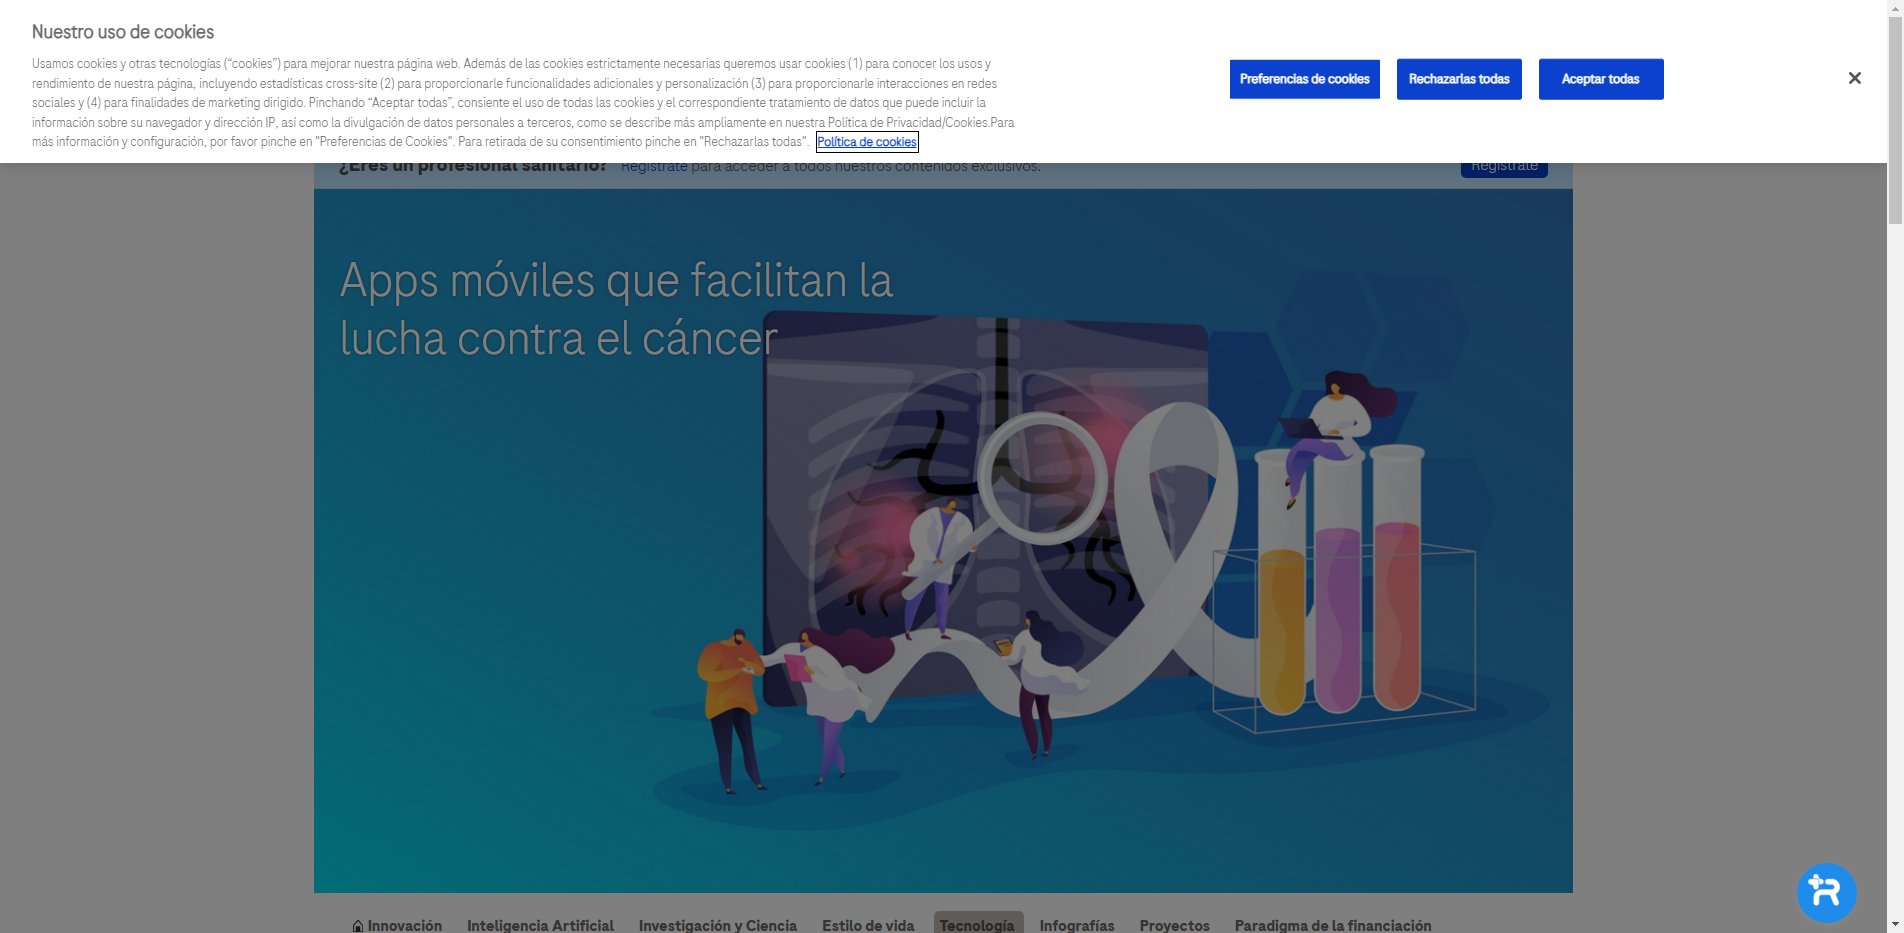 Nuestro uso de cookies
Usamos cookies y otras tecnologías (“cookies”) para mejorar nuestra página web. Además de las cookies estrictamente necesarias queremos usar cookies (1) para conocer los usos y
rendimiento de nuestra página, incluyendo estadísticas cross-site (2) para proporcionarle funcionalidades adicionales y personalización (3) para proporcionarle interacciones en redes
sociales y (4) para finalidades de marketing dirigido. Pinchando “Aceptar todas”, consiente el uso de todas las cookies y el correspondiente tratamiento de datos que puede incluir la
información sobre su navegador y dirección IP, así como la divulgación de datos personales a terceros, como se describe más ampliamente en nuestra Política de Privacidad/Cookies.Para
más información y configuración, por favor pinche en "Preferencias de Cookies". Para retirada de su consentimiento pinche en "Rechazarlas todas". Política de cookies
Preferencias de cookies
Rechazarlas todas
Aceptar todas
¿Eres un profesional sanitario? Regístrate para acceder a todos nuestros contenidos exclusivos.
Regístrate
Apps móviles que facilitan la
lucha contra el cáncer
Innovación Inteligencia Artificial Investigación y Ciencia Estilo de vida Tecnología Infografías Proyectos Paradigma de la financiación